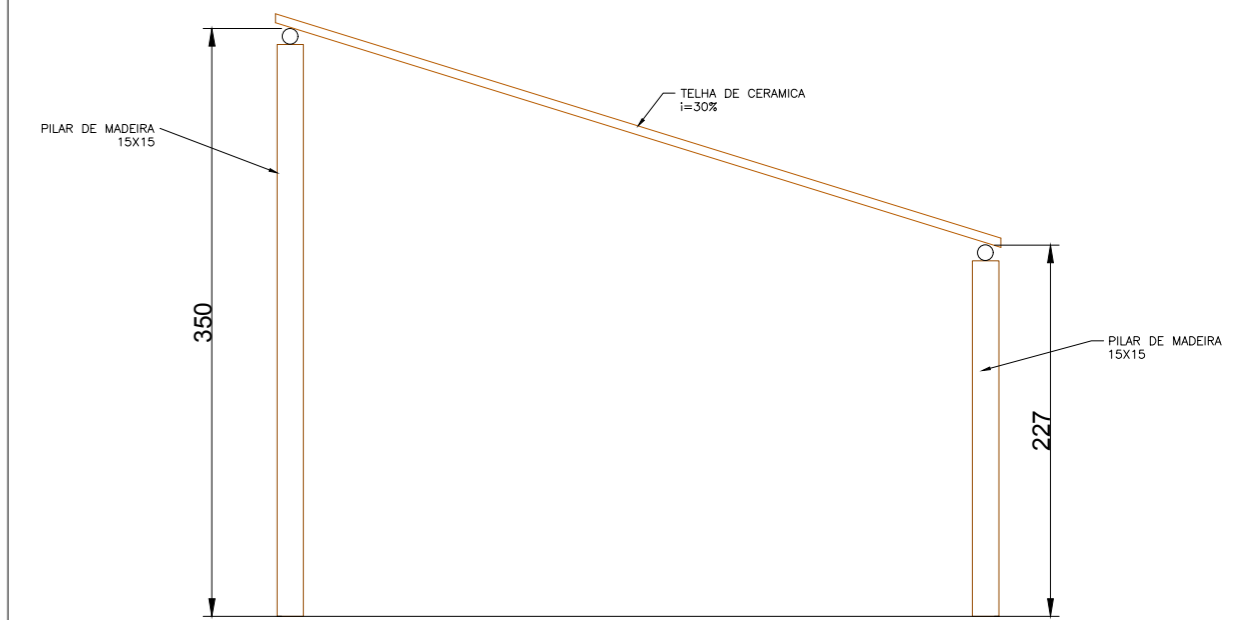 TELHA DE CERAMICA
i=30%
PILAR DE MADEIRA
15X15
350
PILAR DE MADEIRA
15X15
227